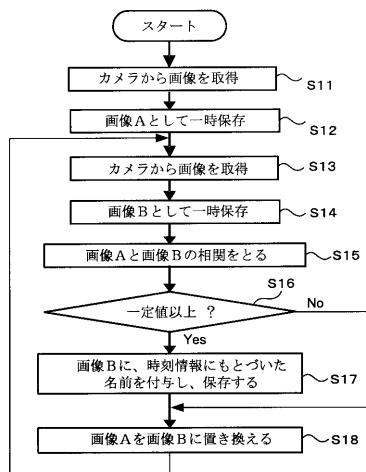 スタート
カメラから画像を取得
S11
画像Aとして一時保存
S12
カメラから画像を取得
S13
画像Bとして一時保存
S14
画像Aと画像Bの相関をとる
S15
S16
一定値以上 ?
No
Yes
画像Bに、時刻情報にもとづいた
名前を付与し、保存する
S17
画像Aを画像Bに置き換える
S18